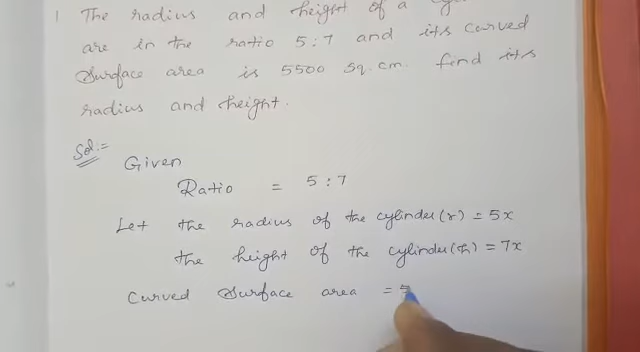 1 The radius and height of a
are in the ratio 5:7 and its curved
Surface area is 5500 sq.cm. find its
radius and height.
Sol:=
Given
Ratio = 5:7
Let the radius of the cylinder(r) = 5x
the height of the cylinder(h) = 7x
Curved Surface area =